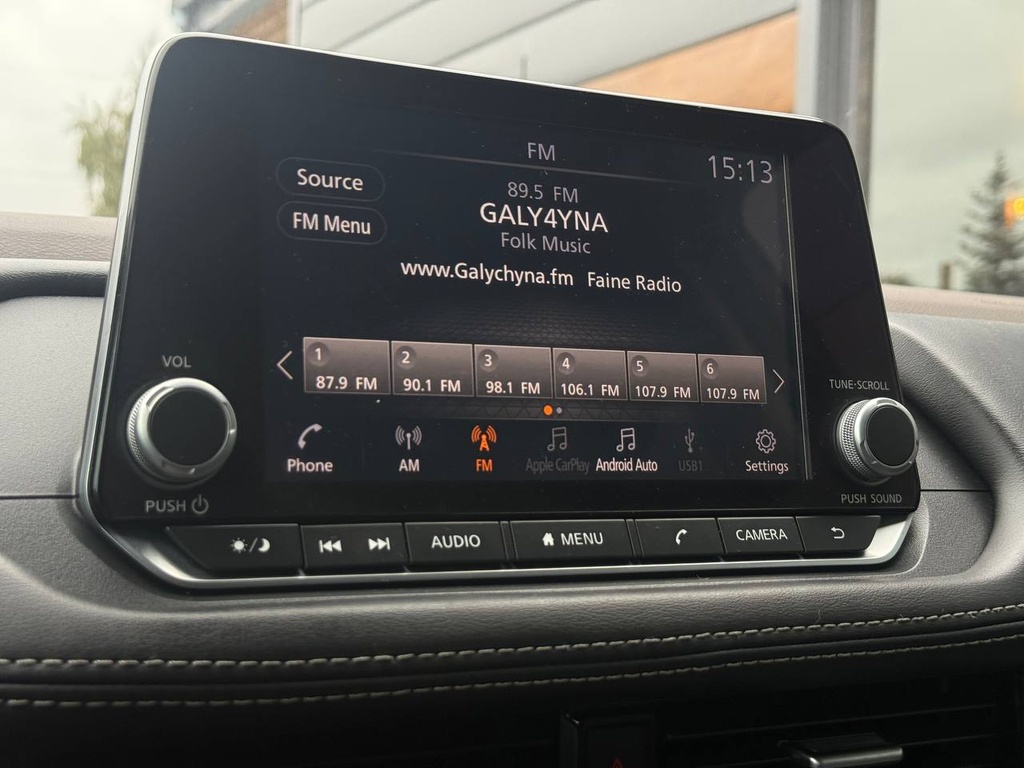 FM
15:13
Source
89.5 FM
GALY4YNA
FM Menu
Folk Music
www.Galychyna.fm Faine Radio
VOL
1
87.9 FM
2
90.1 FM
3
98.1 FM
4
106.1 FM
5
107.9 FM
6
107.9 FM
TUNE·SCROLL
Phone
AM
FM
Apple CarPlay
Android Auto
USB1
Settings
PUSH
PUSH SOUND
AUDIO
MENU
CAMERA